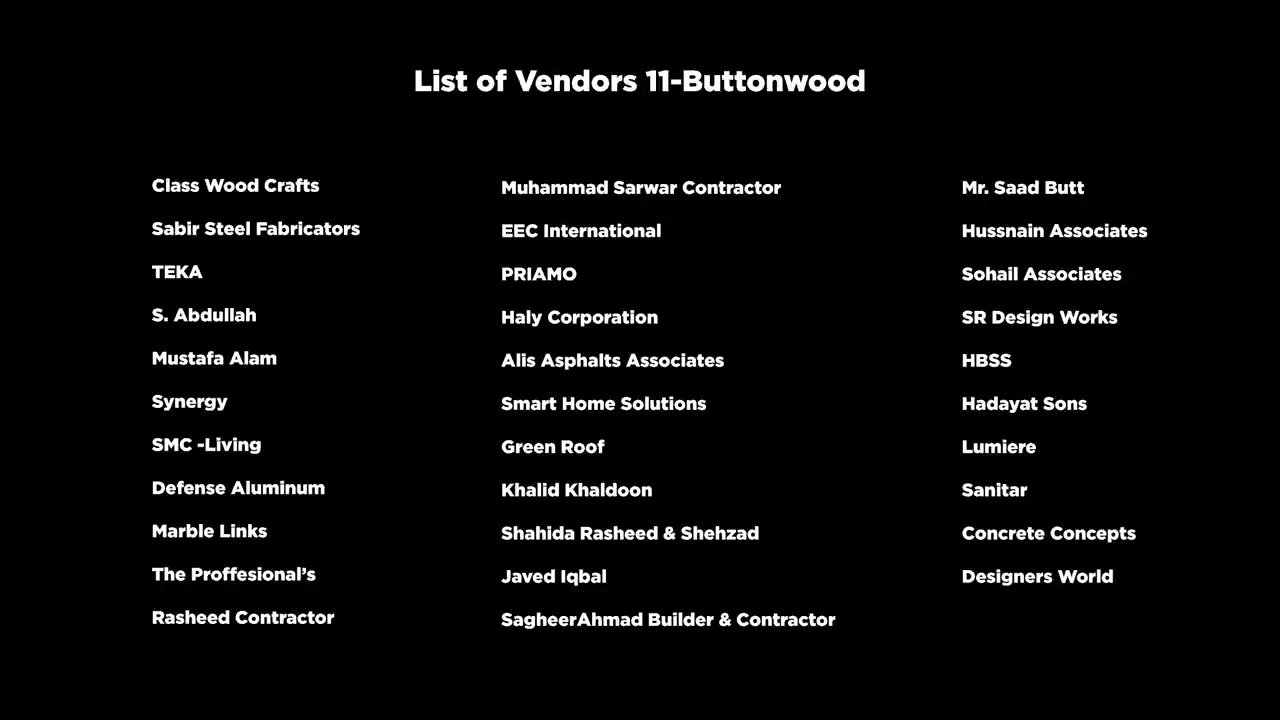 List of Vendors 11-Buttonwood
Class Wood Crafts
Sabir Steel Fabricators
TEKA
S. Abdullah
Mustafa Alam
Synergy
SMC -Living
Defense Aluminum
Marble Links
The Proffesional's
Rasheed Contractor
Muhammad Sarwar Contractor
EEC International
PRIAMO
Haly Corporation
Alis Asphalts Associates
Smart Home Solutions
Green Roof
Khalid Khaldoon
Shahida Rasheed & Shehzad
Javed Iqbal
SagheerAhmad Builder & Contractor
Mr. Saad Butt
Hussnain Associates
Sohail Associates
SR Design Works
HBSS
Hadayat Sons
Lumiere
Sanitar
Concrete Concepts
Designers World